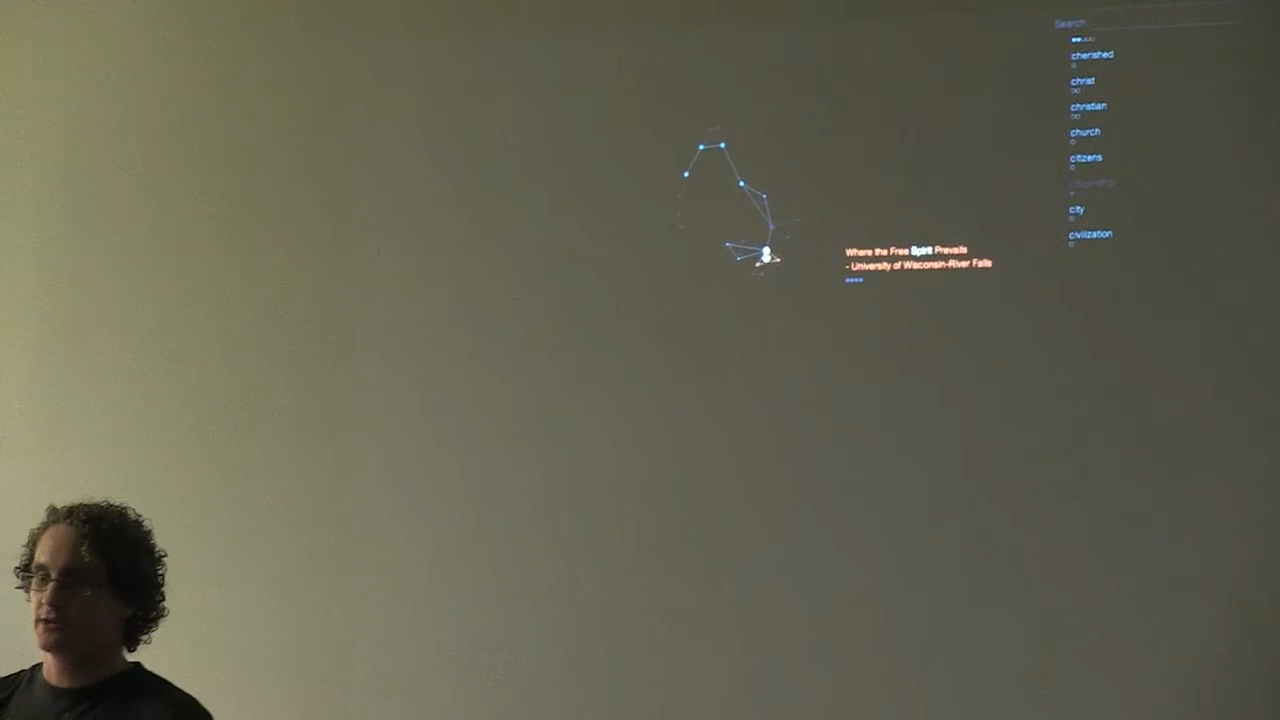 Search
cherished
christ
christian
church
citizens
city
civilization
Where the Free Spirit Prevails
- University of Wisconsin-River Falls